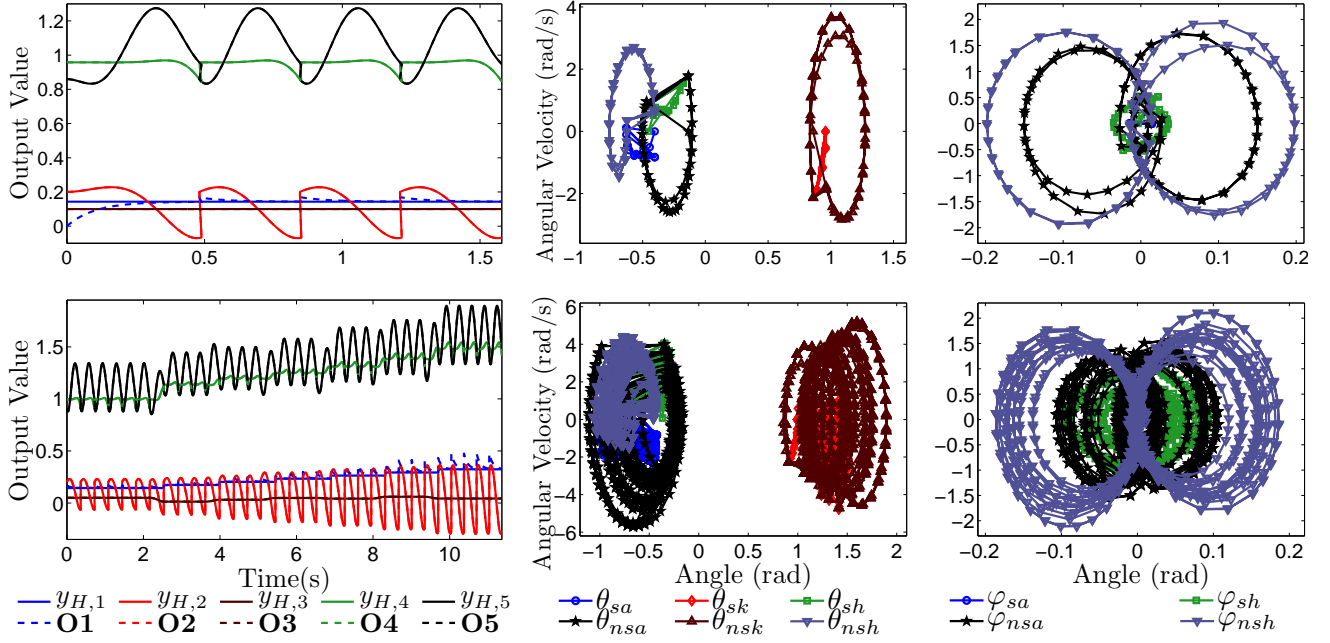 Output Value
1.2
1
0.8
0.6
0.4
0.2
0
0 0.5 1 1.5
Angular Velocity (rad/s)
4
2
0
−2
−1 −0.5 0 0.5 1 1.5
2
1.5
1
0.5
0
−0.5
−1
−1.5
−2
−0.2 −0.1 0 0.1 0.2
Output Value
1.5
1
0.5
0
0 2 4 6 8 10
Time(s)
Angular Velocity (rad/s)
6
4
2
0
−2
−4
−6
−1 −0.5 0 0.5 1 1.5 2
Angle (rad)
2
1.5
1
0.5
0
−0.5
−1
−1.5
−2
−0.2 −0.1 0 0.1 0.2
Angle (rad)
y_{H,1} y_{H,2} y_{H,3} y_{H,4} y_{H,5}
O1 O2 O3 O4 O5
θ_{sa} θ_{sk} θ_{sh}
θ_{nsa} θ_{nsk} θ_{nsh}
φ_{sa} φ_{sh}
φ_{nsa} φ_{nsh}